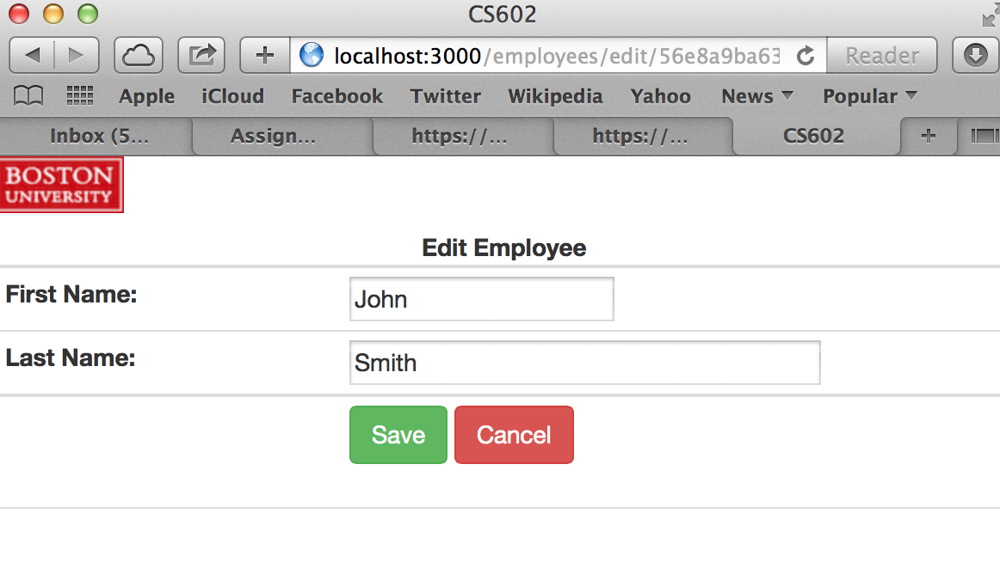 CS602
localhost:3000/employees/edit/56e8a9ba63 Reader
Apple iCloud Facebook Twitter Wikipedia Yahoo News Popular
Inbox (5... Assign... https://... https://... CS602
BOSTON
UNIVERSITY
Edit Employee
First Name: John
Last Name: Smith
Save Cancel